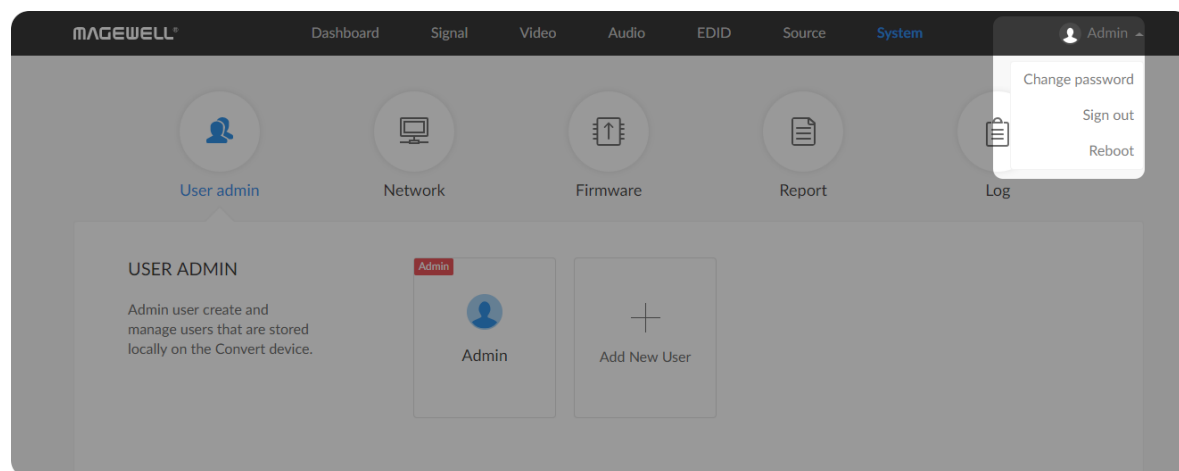 MAGEWELL®
Dashboard
Signal
Video
Audio
EDID
Source
System
Admin
Change password
Sign out
Reboot
User admin
Network
Firmware
Report
Log
USER ADMIN
Admin user create and
manage users that are stored
locally on the Convert device.
Admin
Admin
Add New User